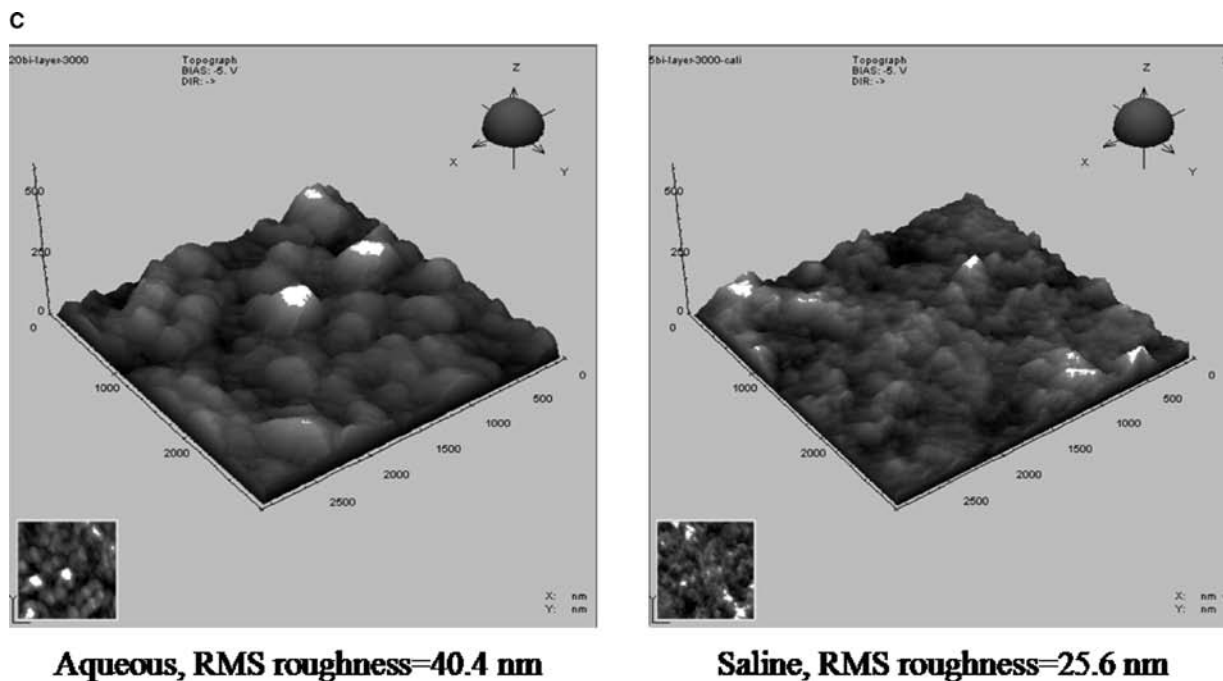 C
20bi-layer-3000
Topograph
BIAS: -5. V
DIR: ->
Z
X
Y
500
250
0
0
1000
2000
0
500
1000
1500
2000
2500
X: nm
Y: nm
Aqueous, RMS roughness=40.4 nm
5bi-layer-3000-cali
Topograph
BIAS: -5. V
DIR: ->
Z
X
Y
500
250
0
0
1000
2000
0
500
1000
1500
2000
2500
X: nm
Y: nm
Saline, RMS roughness=25.6 nm